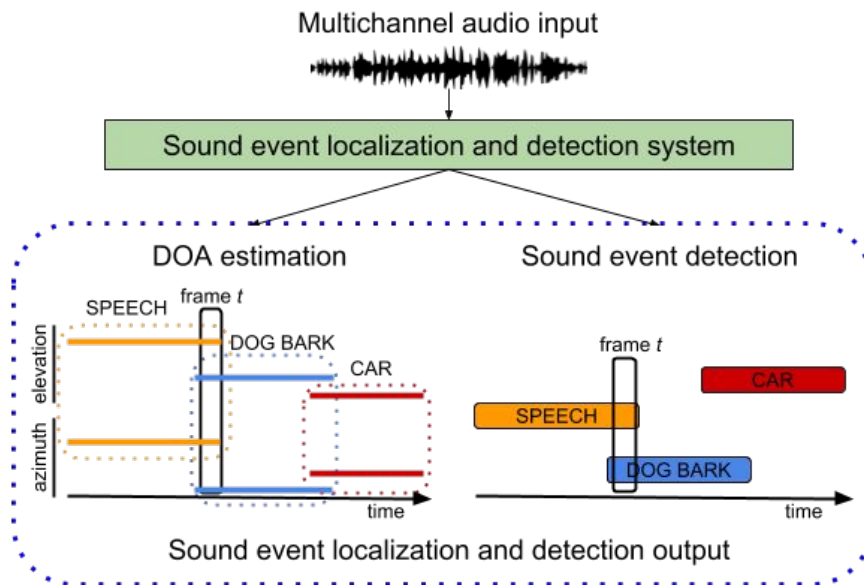 Multichannel audio input
Sound event localization and detection system
DOA estimation
Sound event detection
SPEECH
frame t
DOG BARK
CAR
elevation
azimuth
time
frame t
CAR
SPEECH
DOG BARK
time
Sound event localization and detection output